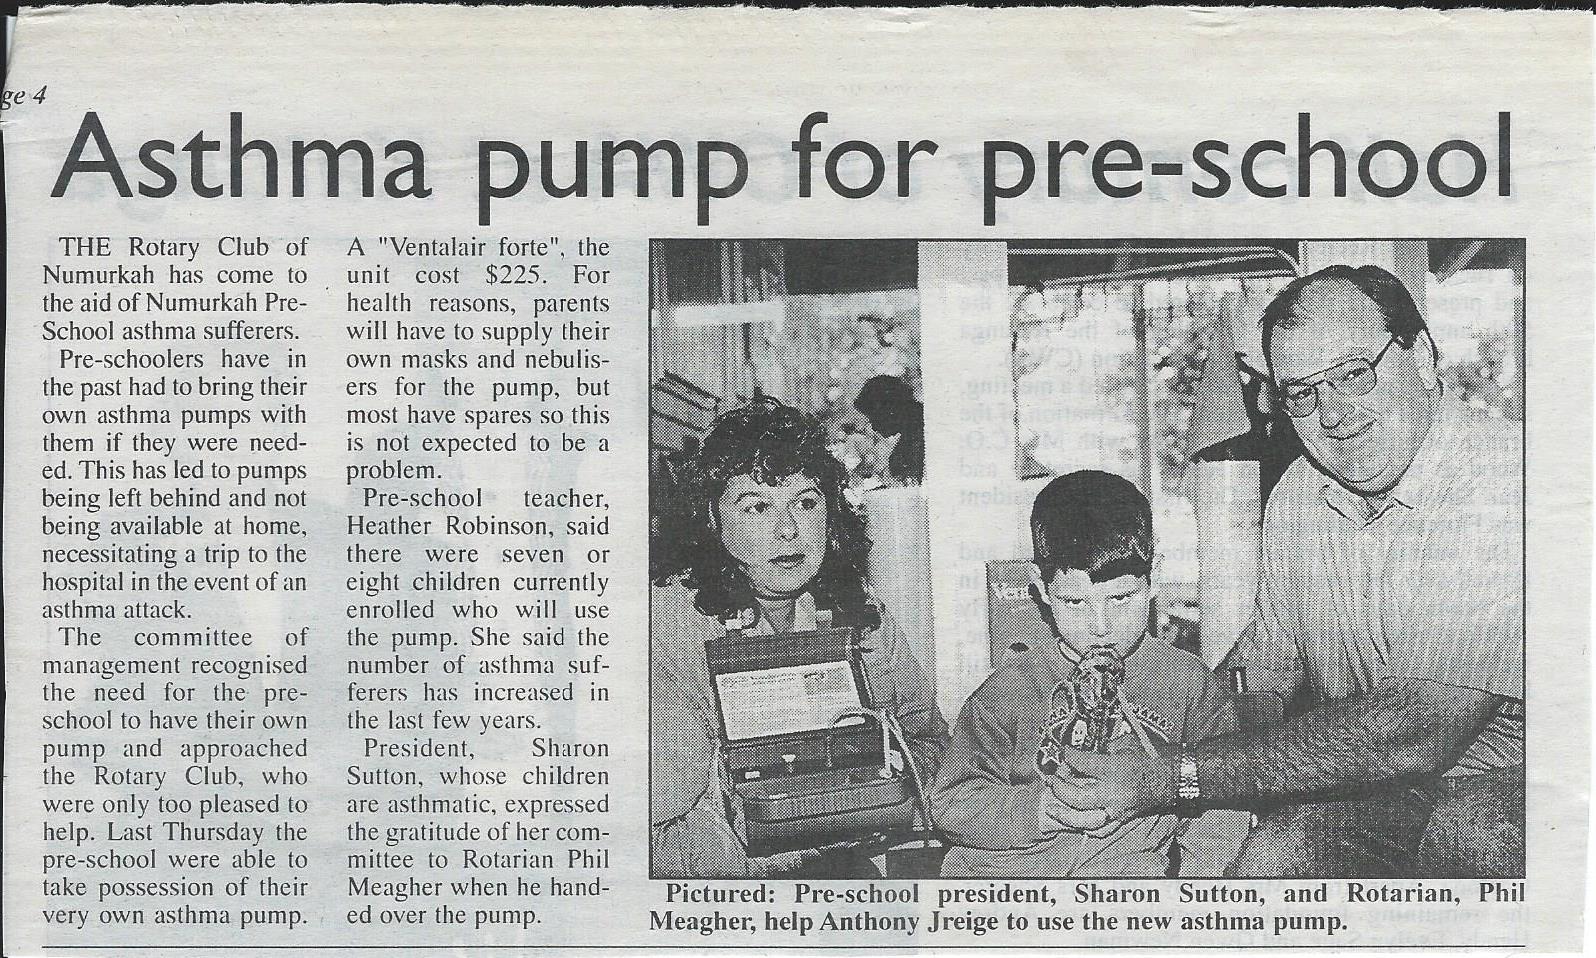 ge 4
Asthma pump for pre-school
THE Rotary Club of
Numurkah has come to
the aid of Numurkah Pre-
School asthma sufferers.
Pre-schoolers have in
the past had to bring their
own asthma pumps with
them if they were need-
ed. This has led to pumps
being left behind and not
being available at home,
necessitating a trip to the
hospital in the event of an
asthma attack.
The committee of
management recognised
the need for the pre-
school to have their own
pump and approached
the Rotary Club, who
were only too pleased to
help. Last Thursday the
pre-school were able to
take possession of their
very own asthma pump.
A "Ventalair forte", the
unit cost $225. For
health reasons, parents
will have to supply their
own masks and nebulis-
ers for the pump, but
most have spares so this
is not expected to be a
problem.
Pre-school teacher,
Heather Robinson, said
there were seven or
eight children currently
enrolled who will use
the pump. She said the
number of asthma suf-
ferers has increased in
the last few years.
President, Sharon
Sutton, whose children
are asthmatic, expressed
the gratitude of her com-
mittee to Rotarian Phil
Meagher when he hand-
ed over the pump.
Pictured: Pre-school president, Sharon Sutton, and Rotarian, Phil
Meagher, help Anthony Jreige to use the new asthma pump.